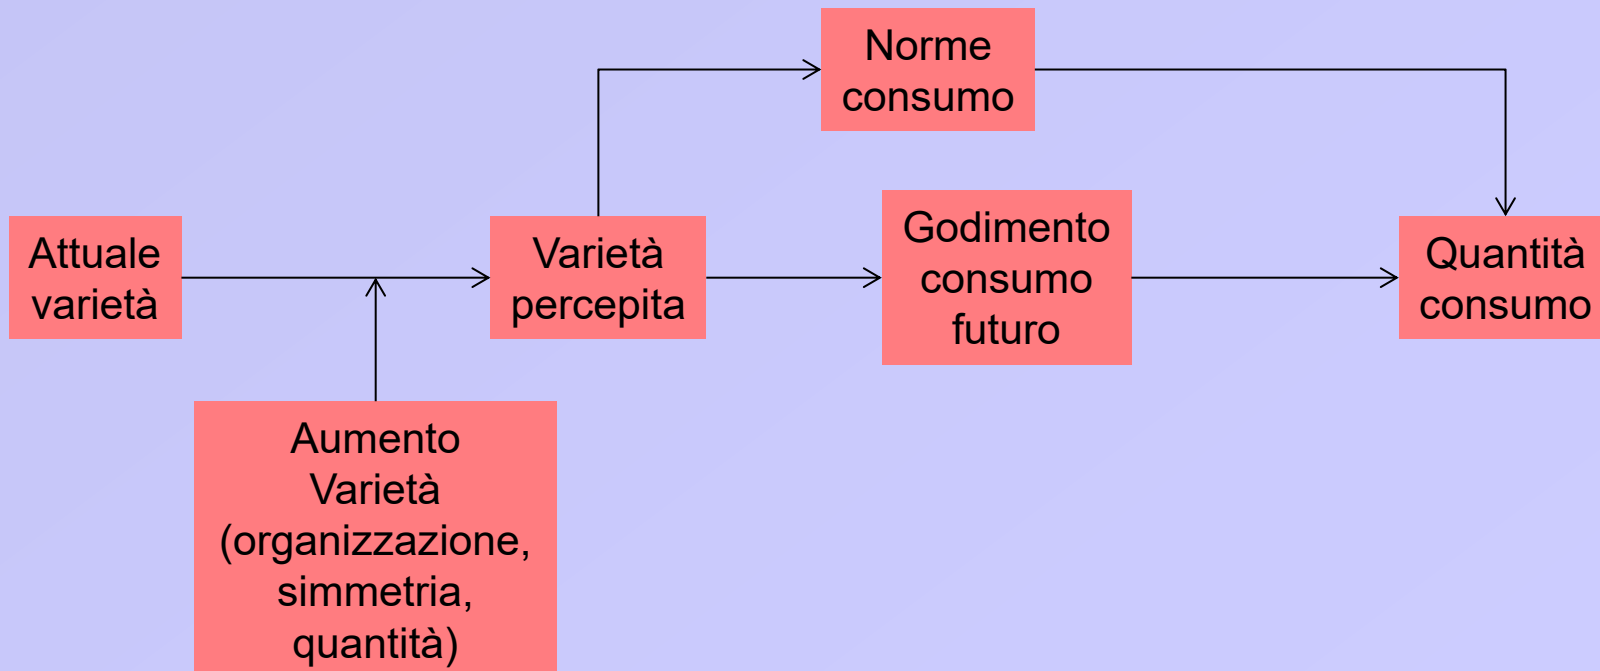 Norme
consumo
Attuale
varietà
Varietà
percepita
Godimento
consumo
futuro
Quantità
consumo
Aumento
Varietà
(organizzazione,
simmetria,
quantità)